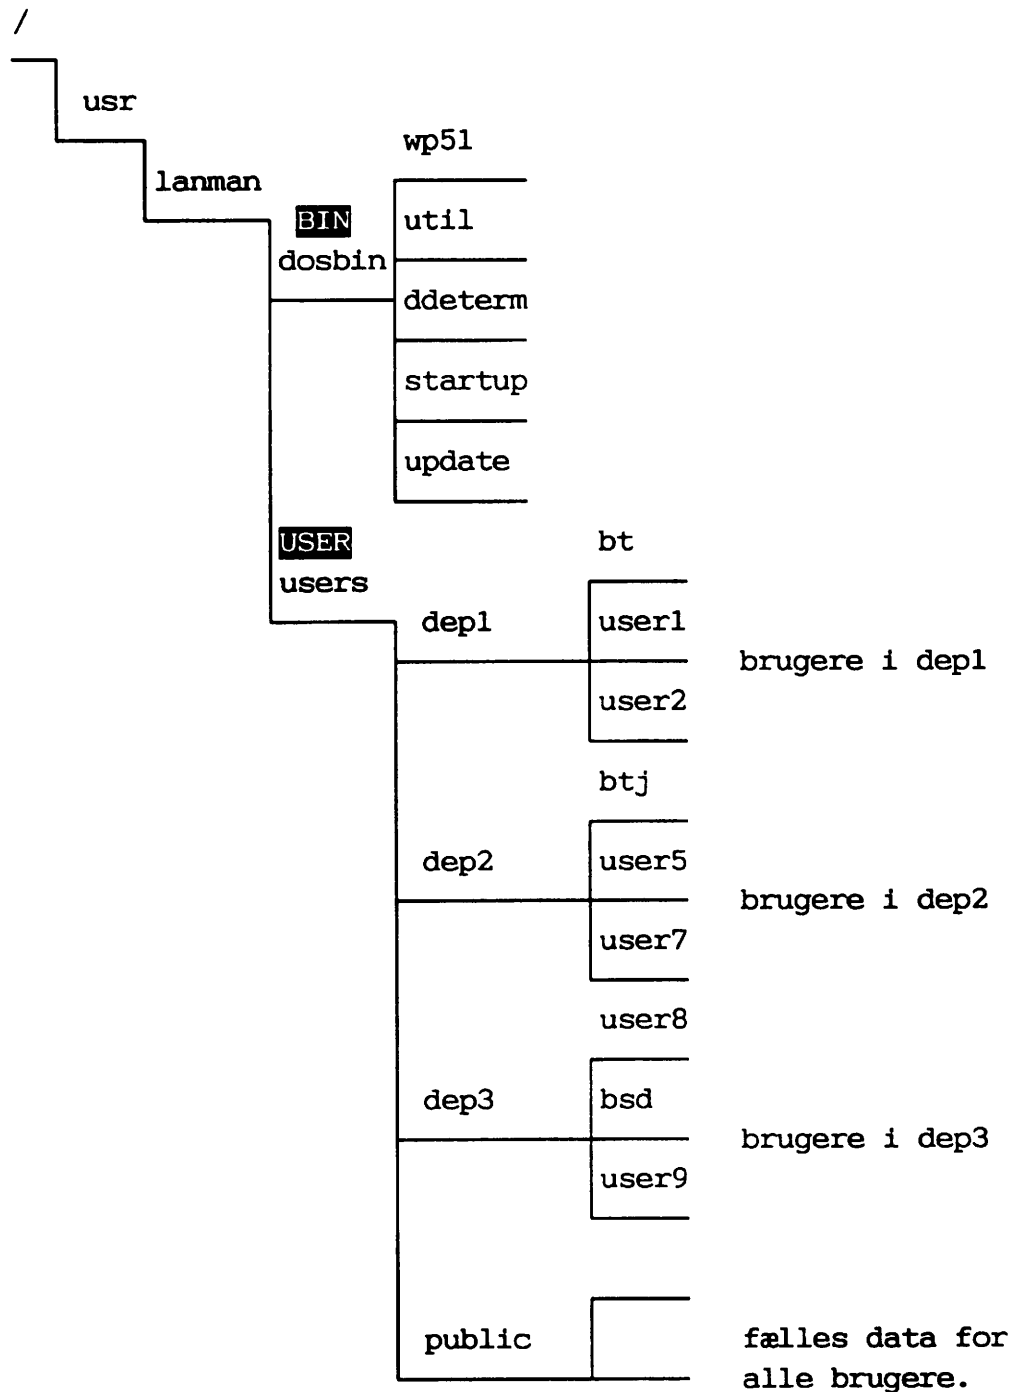 /
usr
wp51
lanman
BIN
util
dosbin
ddeterm
startup
update
USER
bt
users
dep1
user1
brugere i dep1
user2
btj
dep2
user5
brugere i dep2
user7
user8
dep3
bsd
brugere i dep3
user9
public
fælles data for
alle brugere.